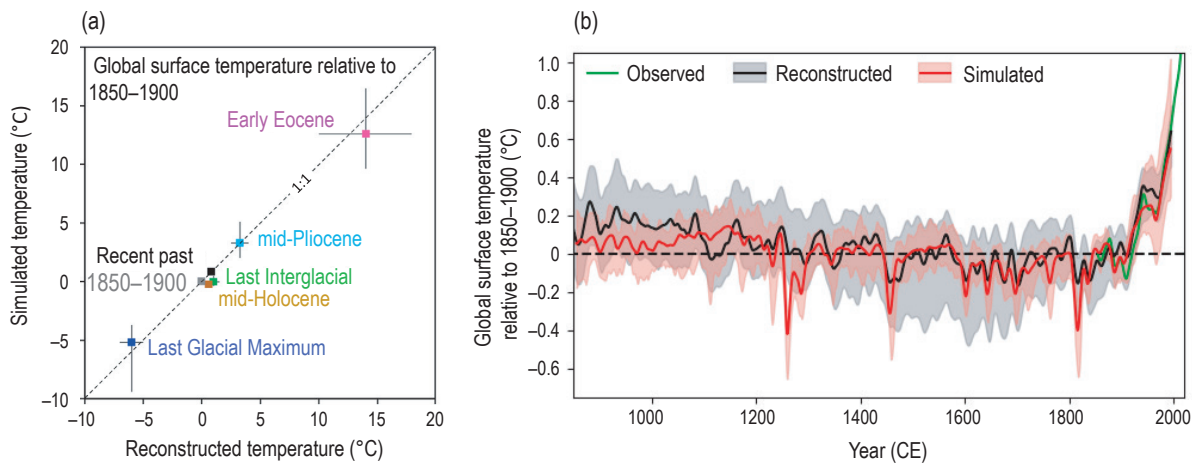 (a)
20
15
10
5
0
–5
–10
Simulated temperature (°C)
Global surface temperature relative to
1850–1900
Early Eocene
1:1
mid-Pliocene
Recent past
1850–1900
Last Interglacial
mid-Holocene
Last Glacial Maximum
–10
–5
0
5
10
15
20
Reconstructed temperature (°C)
(b)
1.0
0.8
0.6
0.4
0.2
0
−0.2
−0.4
−0.6
Global surface temperature
relative to 1850–1900 (°C)
Observed
Reconstructed
Simulated
1000
1200
1400
1600
1800
2000
Year (CE)